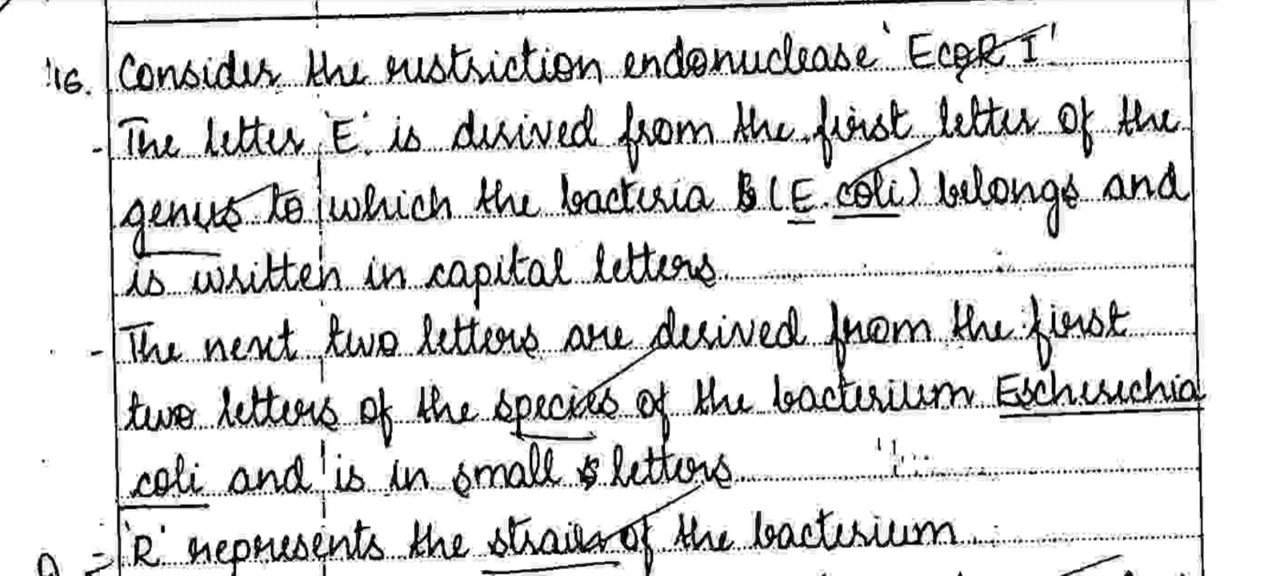 16. Consider the restriction endonuclease 'EcoR I'
- The letter 'E' is derived from the first letter of the
genus to which the bacteria (E. coli) belongs and
is written in capital letters
- The next two letters are derived from the first
two letters of the species of the bacterium Escherechia
coli and is in small letters
- 'R' represents the strain of the bacterium